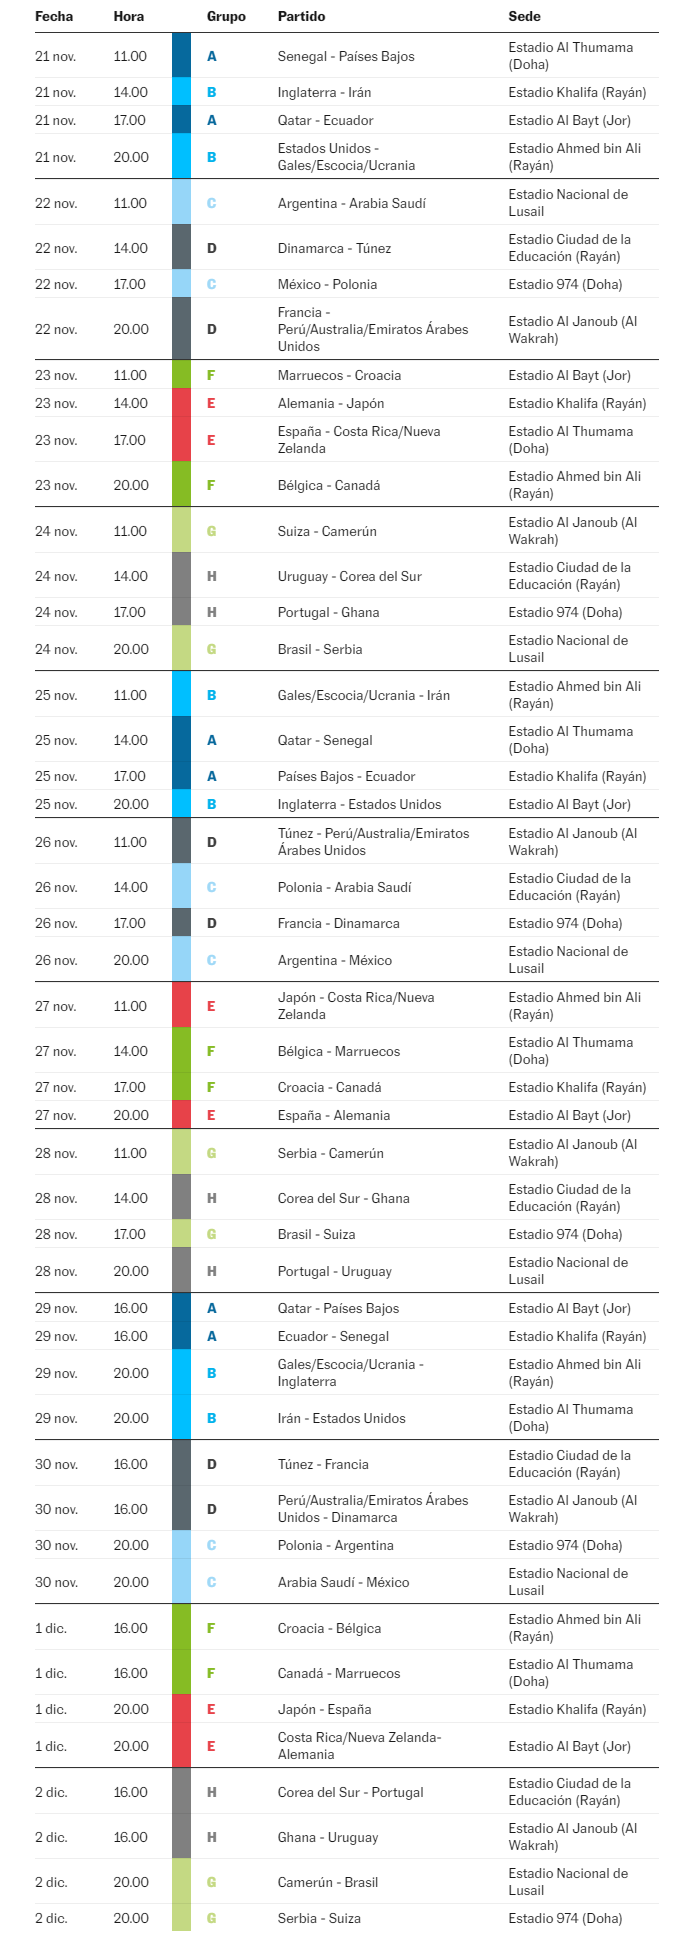 Fecha Hora Grupo Partido Sede
21 nov. 11.00 A Senegal - Países Bajos Estadio Al Thumama (Doha)
21 nov. 14.00 B Inglaterra - Irán Estadio Khalifa (Rayán)
21 nov. 17.00 A Qatar - Ecuador Estadio Al Bayt (Jor)
21 nov. 20.00 B Estados Unidos - Gales/Escocia/Ucrania Estadio Ahmed bin Ali (Rayán)
22 nov. 11.00 C Argentina - Arabia Saudí Estadio Nacional de Lusail
22 nov. 14.00 D Dinamarca - Túnez Estadio Ciudad de la Educación (Rayán)
22 nov. 17.00 C México - Polonia Estadio 974 (Doha)
22 nov. 20.00 D Francia - Perú/Australia/Emiratos Árabes Unidos Estadio Al Janoub (Al Wakrah)
23 nov. 11.00 F Marruecos - Croacia Estadio Al Bayt (Jor)
23 nov. 14.00 E Alemania - Japón Estadio Khalifa (Rayán)
23 nov. 17.00 E España - Costa Rica/Nueva Zelanda Estadio Al Thumama (Doha)
23 nov. 20.00 F Bélgica - Canadá Estadio Ahmed bin Ali (Rayán)
24 nov. 11.00 G Suiza - Camerún Estadio Al Janoub (Al Wakrah)
24 nov. 14.00 H Uruguay - Corea del Sur Estadio Ciudad de la Educación (Rayán)
24 nov. 17.00 H Portugal - Ghana Estadio 974 (Doha)
24 nov. 20.00 G Brasil - Serbia Estadio Nacional de Lusail
25 nov. 11.00 B Gales/Escocia/Ucrania - Irán Estadio Ahmed bin Ali (Rayán)
25 nov. 14.00 A Qatar - Senegal Estadio Al Thumama (Doha)
25 nov. 17.00 A Países Bajos - Ecuador Estadio Khalifa (Rayán)
25 nov. 20.00 B Inglaterra - Estados Unidos Estadio Al Bayt (Jor)
26 nov. 11.00 D Túnez - Perú/Australia/Emiratos Árabes Unidos Estadio Al Janoub (Al Wakrah)
26 nov. 14.00 C Polonia - Arabia Saudí Estadio Ciudad de la Educación (Rayán)
26 nov. 17.00 D Francia - Dinamarca Estadio 974 (Doha)
26 nov. 20.00 C Argentina - México Estadio Nacional de Lusail
27 nov. 11.00 E Japón - Costa Rica/Nueva Zelanda Estadio Ahmed bin Ali (Rayán)
27 nov. 14.00 F Bélgica - Marruecos Estadio Al Thumama (Doha)
27 nov. 17.00 F Croacia - Canadá Estadio Khalifa (Rayán)
27 nov. 20.00 E España - Alemania Estadio Al Bayt (Jor)
28 nov. 11.00 G Serbia - Camerún Estadio Al Janoub (Al Wakrah)
28 nov. 14.00 H Corea del Sur - Ghana Estadio Ciudad de la Educación (Rayán)
28 nov. 17.00 G Brasil - Suiza Estadio 974 (Doha)
28 nov. 20.00 H Portugal - Uruguay Estadio Nacional de Lusail
29 nov. 16.00 A Qatar - Países Bajos Estadio Al Bayt (Jor)
29 nov. 16.00 A Ecuador - Senegal Estadio Khalifa (Rayán)
29 nov. 20.00 B Gales/Escocia/Ucrania - Inglaterra Estadio Ahmed bin Ali (Rayán)
29 nov. 20.00 B Irán - Estados Unidos Estadio Al Thumama (Doha)
30 nov. 16.00 D Túnez - Francia Estadio Ciudad de la Educación (Rayán)
30 nov. 16.00 D Perú/Australia/Emiratos Árabes Unidos - Dinamarca Estadio Al Janoub (Al Wakrah)
30 nov. 20.00 C Polonia - Argentina Estadio 974 (Doha)
30 nov. 20.00 C Arabia Saudí - México Estadio Nacional de Lusail
1 dic. 16.00 F Croacia - Bélgica Estadio Ahmed bin Ali (Rayán)
1 dic. 16.00 F Canadá - Marruecos Estadio Al Thumama (Doha)
1 dic. 20.00 E Japón - España Estadio Khalifa (Rayán)
1 dic. 20.00 E Costa Rica/Nueva Zelanda- Alemania Estadio Al Bayt (Jor)
2 dic. 16.00 H Corea del Sur - Portugal Estadio Ciudad de la Educación (Rayán)
2 dic. 16.00 H Ghana - Uruguay Estadio Al Janoub (Al Wakrah)
2 dic. 20.00 G Camerún - Brasil Estadio Nacional de Lusail
2 dic. 20.00 G Serbia - Suiza Estadio 974 (Doha)